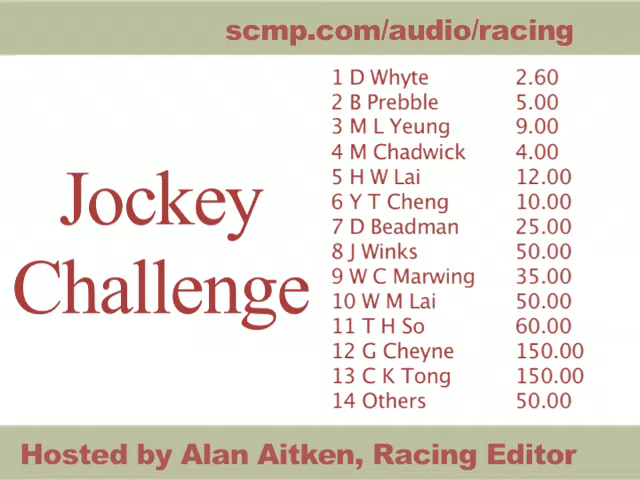 scmp.com/audio/racing
Jockey
Challenge
1 D Whyte 2.60
2 B Prebble 5.00
3 M L Yeung 9.00
4 M Chadwick 4.00
5 H W Lai 12.00
6 Y T Cheng 10.00
7 D Beadman 25.00
8 J Winks 50.00
9 W C Marwing 35.00
10 W M Lai 50.00
11 T H So 60.00
12 G Cheyne 150.00
13 C K Tong 150.00
14 Others 50.00
Hosted by Alan Aitken, Racing Editor